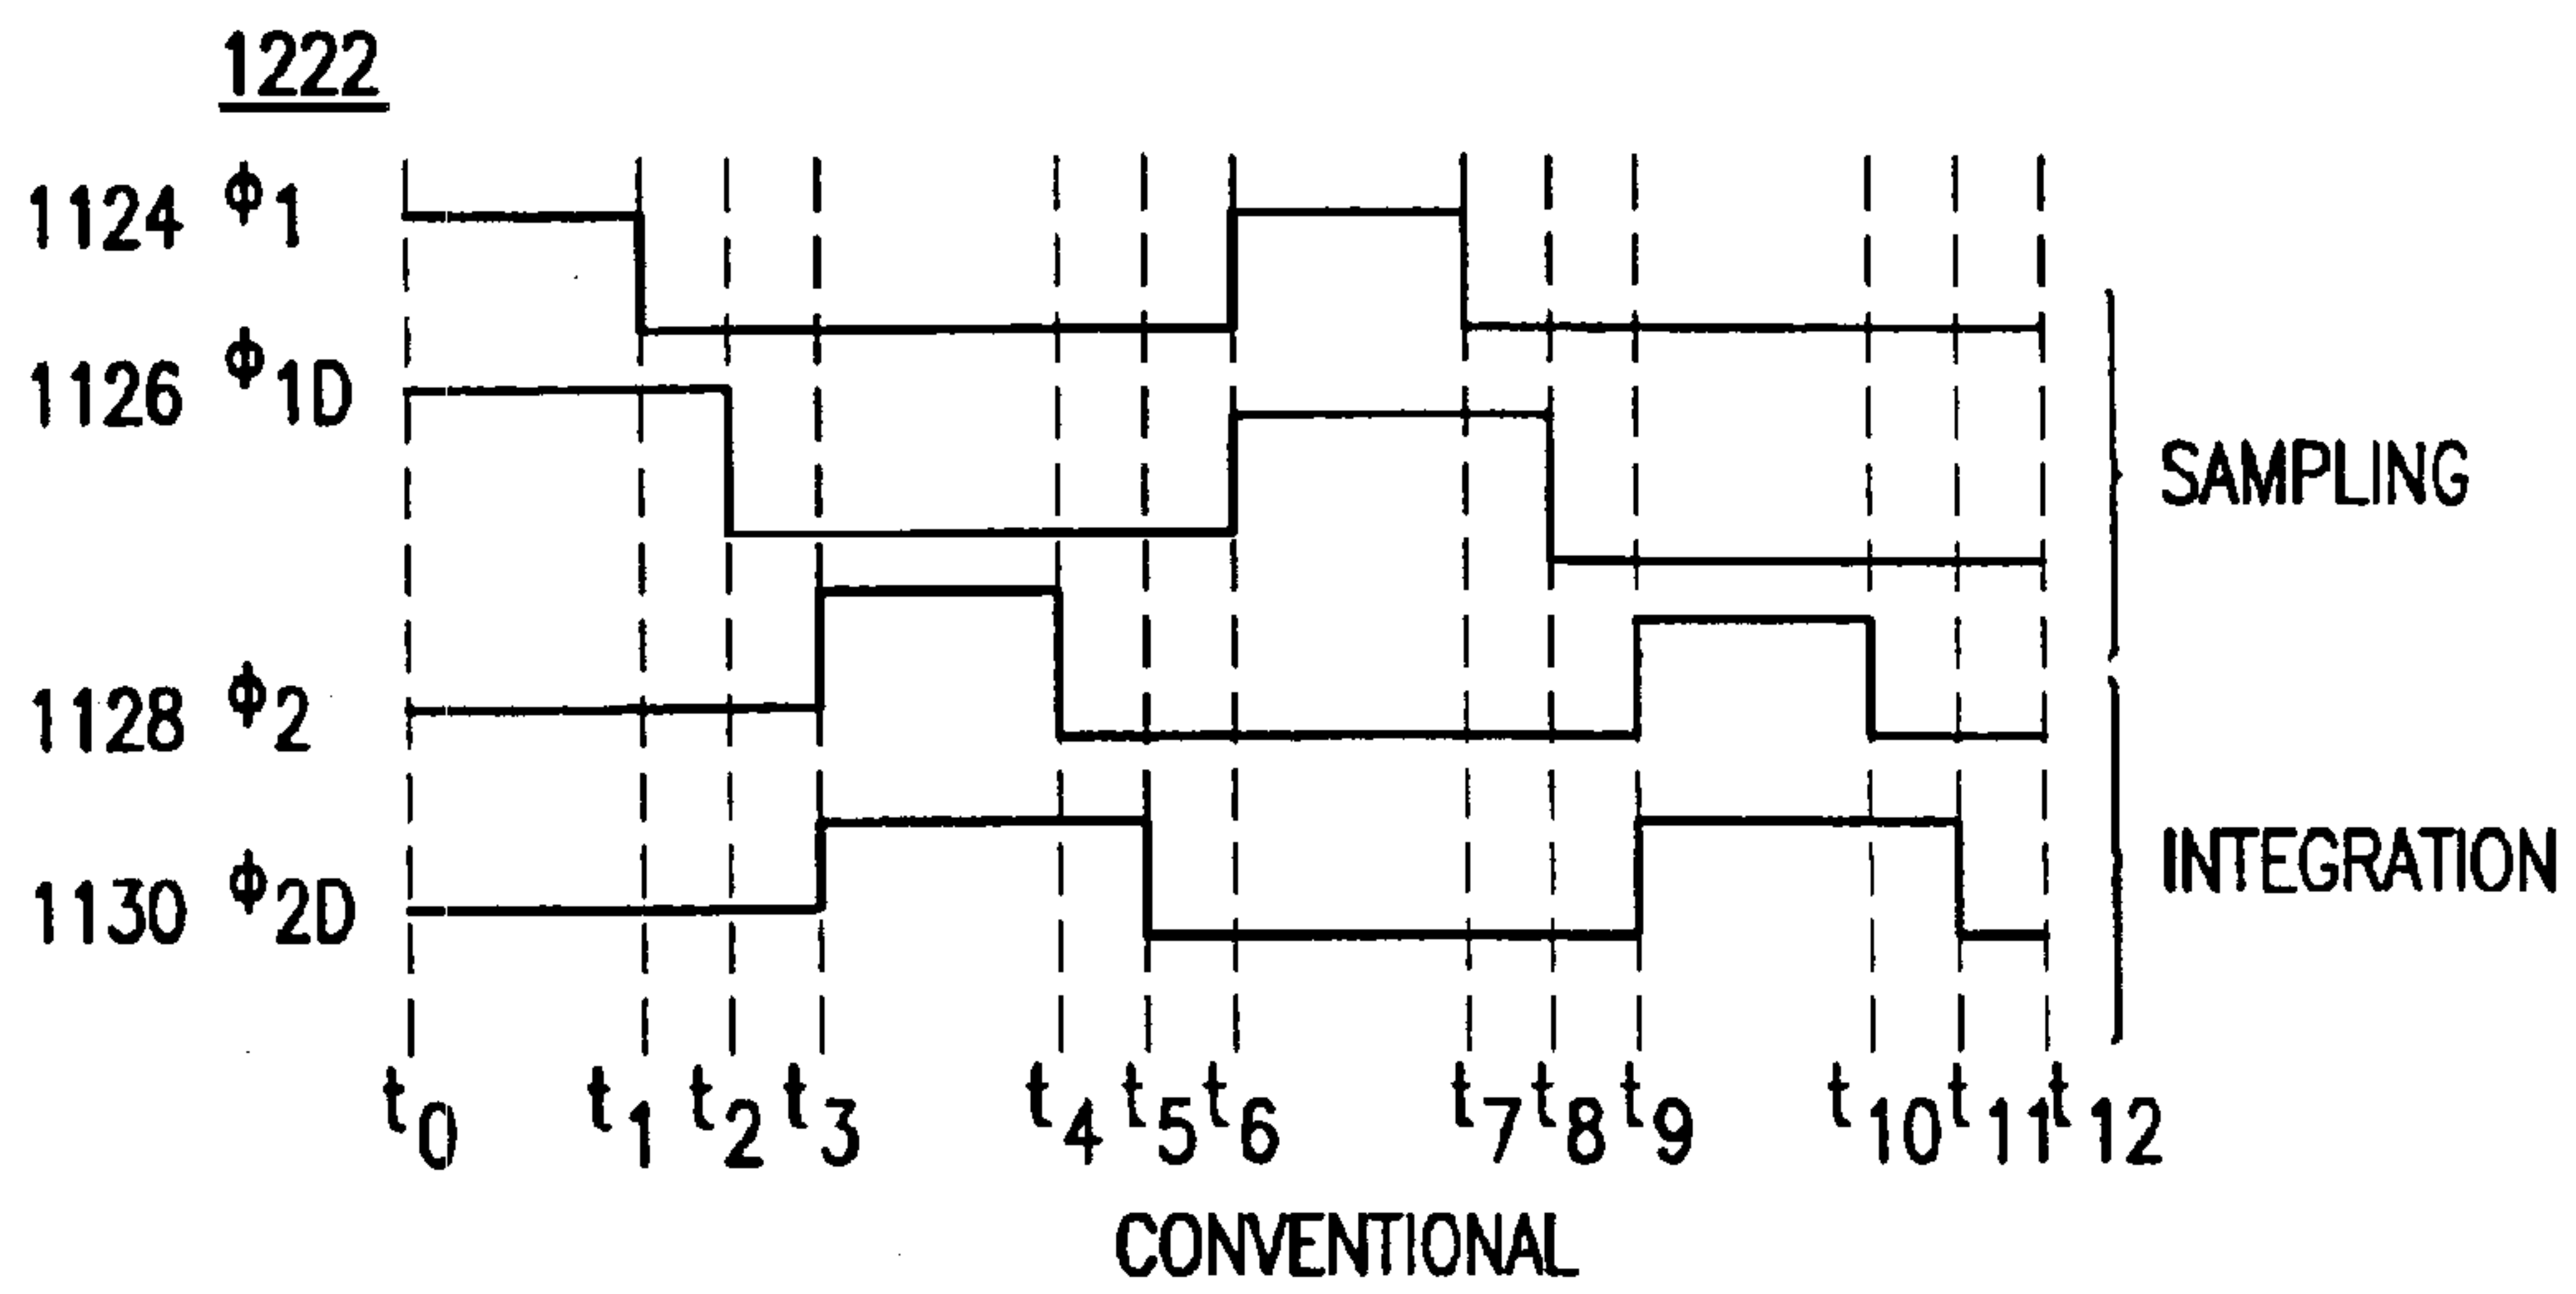 1222
1124 ϕ1
1126 ϕ1D
SAMPLING
1128 ϕ2
1130 ϕ2D
INTEGRATION
t0 t1 t2 t3 t4 t5 t6 t7 t8 t9 t10 t11 t12
CONVENTIONAL